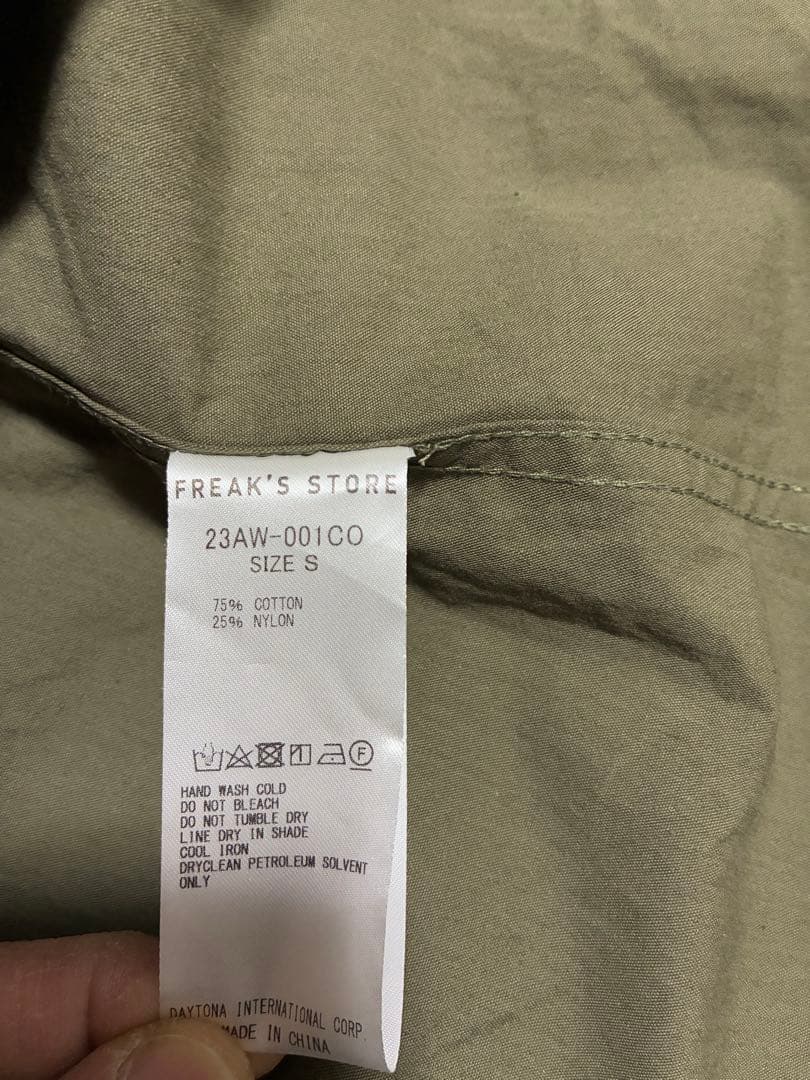 FREAK'S STORE
23AW-001CO
SIZE S
75% COTTON
25% NYLON
F
HAND WASH COLD
DO NOT BLEACH
DO NOT TUMBLE DRY
LINE DRY IN SHADE
COOL IRON
DRYCLEAN PETROLEUM SOLVENT
ONLY
DAYTONA INTERNATIONAL CORP.
MADE IN CHINA